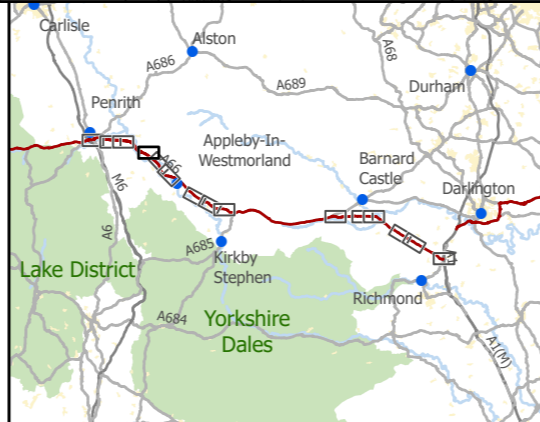 Carlisle
Alston
A68
A686
A689
Durham
Penrith
Appleby-In-
Westmorland
A66
Barnard
Castle
Darlington
M6
A6
A685
Kirkby
Stephen
Lake District
Richmond
A684
Yorkshire
Dales
A1(M)